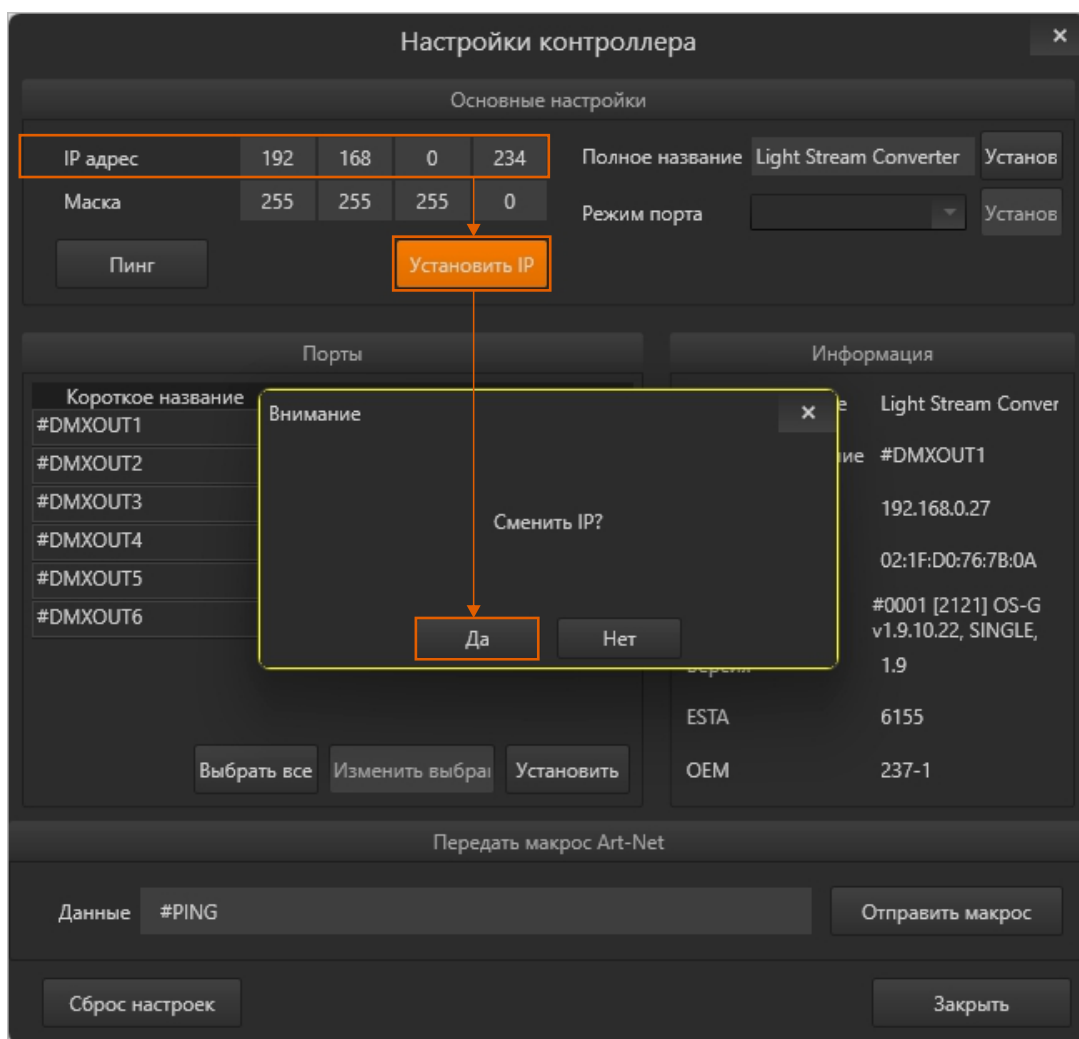 Настройки контроллера
Основные настройки
IP адрес 192 168 0 234 Полное название Light Stream Converter Установ
Маска 255 255 255 0 Режим порта Установ
Пинг Установить IP
Порты Информация
Короткое название
#DMXOUT1
#DMXOUT2
#DMXOUT3
#DMXOUT4
#DMXOUT5
#DMXOUT6
Внимание
Сменить IP?
Да Нет
е Light Stream Conver
ие #DMXOUT1
192.168.0.27
02:1F:D0:76:7B:0A
#0001 [2121] OS-G
v1.9.10.22, SINGLE,
1.9
ESTA 6155
OEM 237-1
Выбрать все Изменить выбра Установить
Передать макрос Art-Net
Данные #PING Отправить макрос
Сброс настроек Закрыть